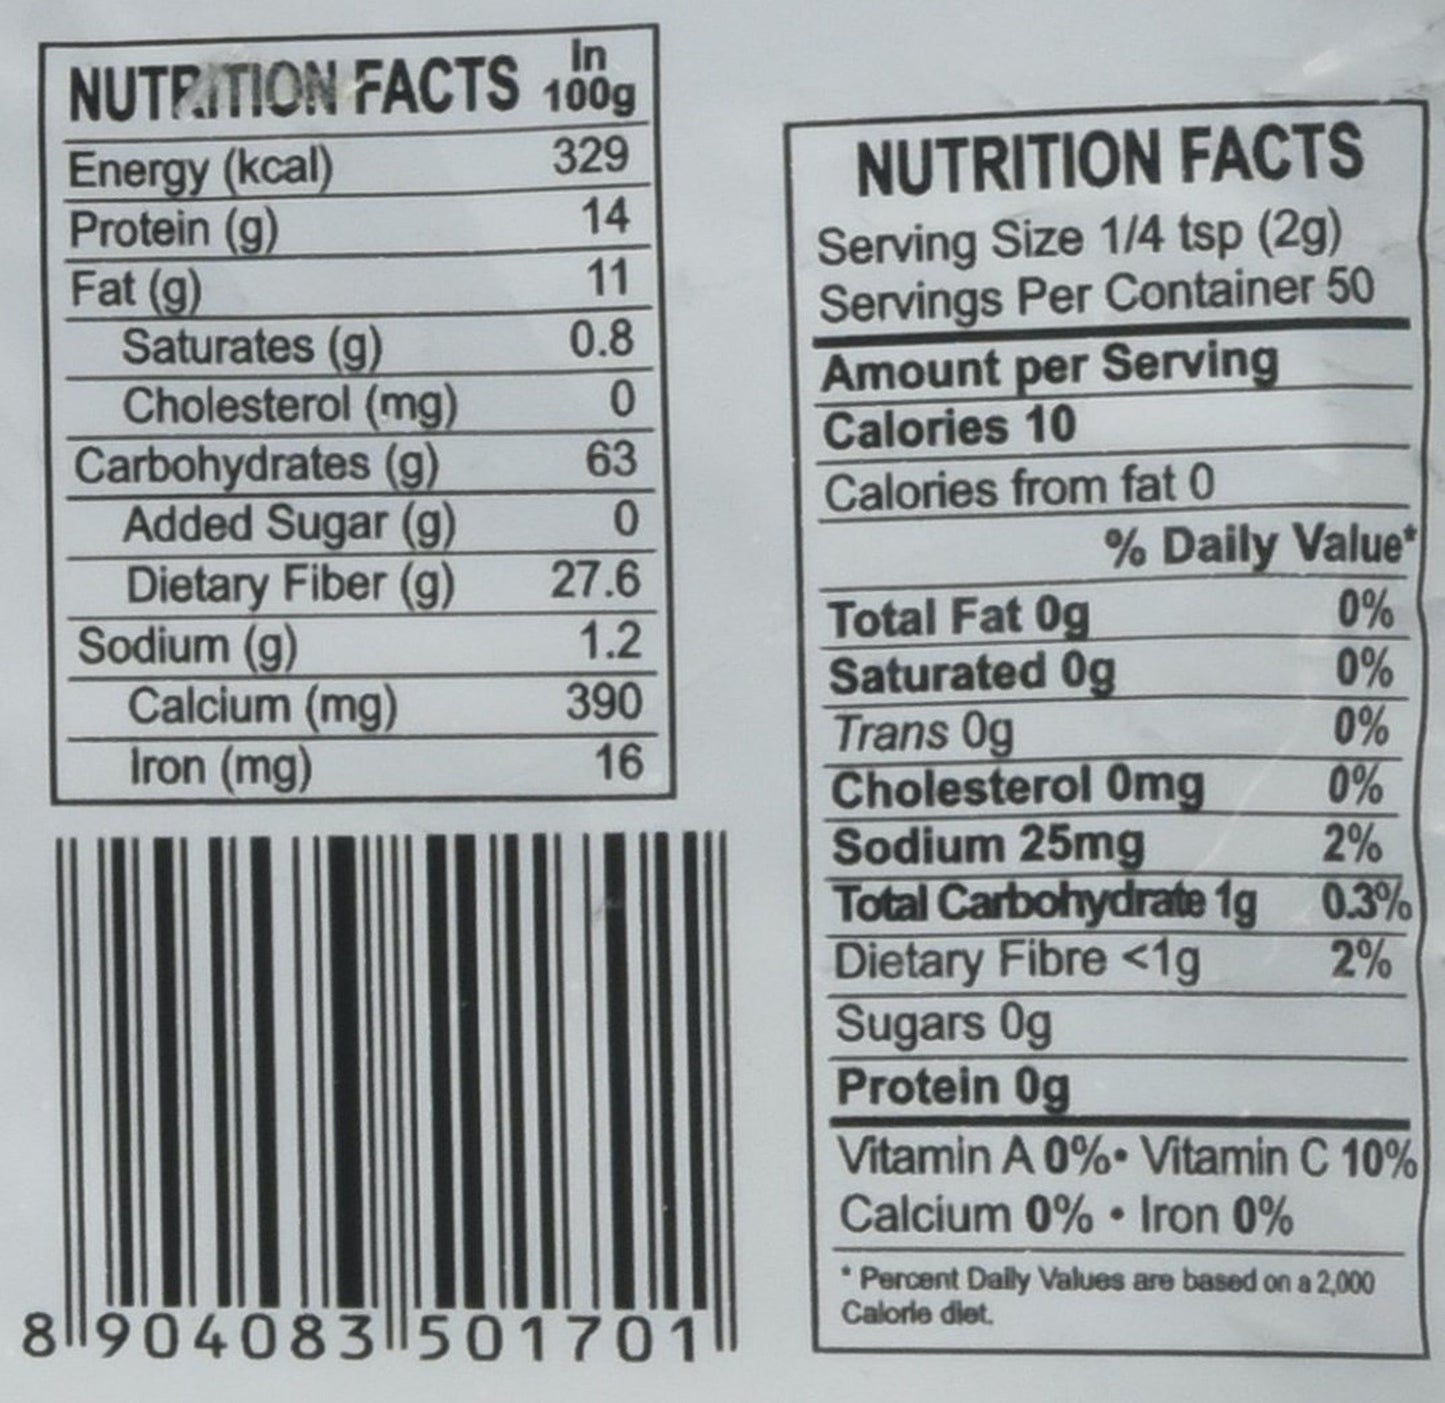 NUTRITION FACTS In 100g
Energy (kcal) 329
Protein (g) 14
Fat (g) 11
Saturates (g) 0.8
Cholesterol (mg) 0
Carbohydrates (g) 63
Added Sugar (g) 0
Dietary Fiber (g) 27.6
Sodium (g) 1.2
Calcium (mg) 390
Iron (mg) 16
8 904083 501701
NUTRITION FACTS
Serving Size 1/4 tsp (2g)
Servings Per Container 50
Amount per Serving
Calories 10
Calories from fat 0
% Daily Value*
Total Fat 0g 0%
Saturated 0g 0%
Trans 0g 0%
Cholesterol 0mg 0%
Sodium 25mg 2%
Total Carbohydrate 1g 0.3%
Dietary Fibre <1g 2%
Sugars 0g
Protein 0g
Vitamin A 0%• Vitamin C 10%
Calcium 0% • Iron 0%
* Percent Daily Values are based on a 2,000
Calorie diet.